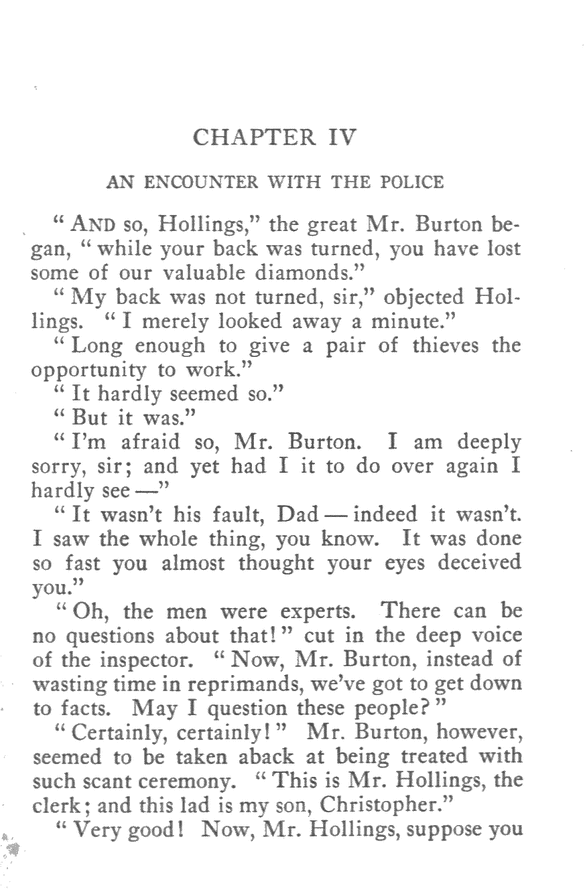 CHAPTER IV
AN ENCOUNTER WITH THE POLICE
“ AND so, Hollings,” the great Mr. Burton be-
gan, “ while your back was turned, you have lost
some of our valuable diamonds.”
“ My back was not turned, sir,” objected Hol-
lings. “ I merely looked away a minute.”
“ Long enough to give a pair of thieves the
opportunity to work.”
“ It hardly seemed so.”
“ But it was.”
“ I’m afraid so, Mr. Burton. I am deeply
sorry, sir; and yet had I it to do over again I
hardly see —”
“ It wasn’t his fault, Dad — indeed it wasn’t.
I saw the whole thing, you know. It was done
so fast you almost thought your eyes deceived
you.”
“ Oh, the men were experts. There can be
no questions about that! ” cut in the deep voice
of the inspector. “ Now, Mr. Burton, instead of
wasting time in reprimands, we’ve got to get down
to facts. May I question these people? ”
“ Certainly, certainly! ” Mr. Burton, however,
seemed to be taken aback at being treated with
such scant ceremony. “ This is Mr. Hollings, the
clerk; and this lad is my son, Christopher.”
“ Very good! Now, Mr. Hollings, suppose you